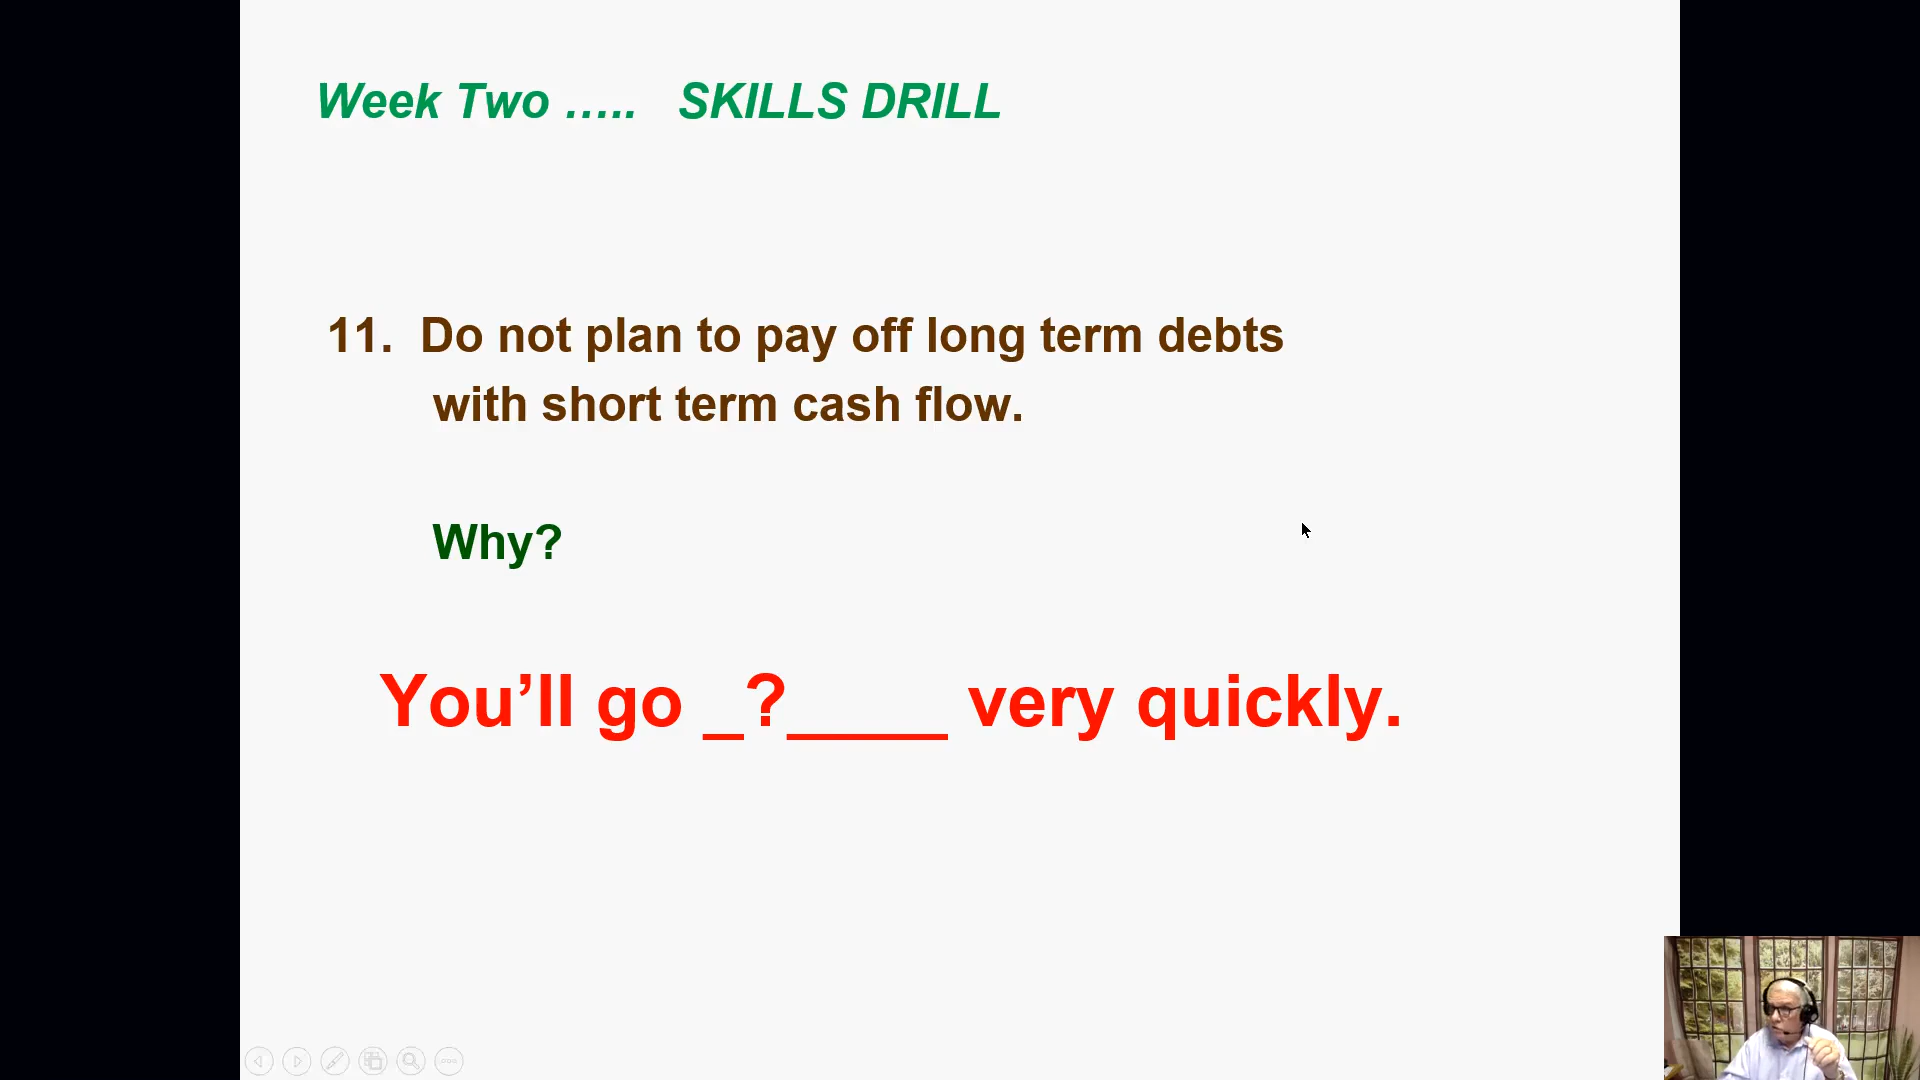 Week Two ….. SKILLS DRILL
11. Do not plan to pay off long term debts
with short term cash flow.
Why?
You’ll go _?____ very quickly.